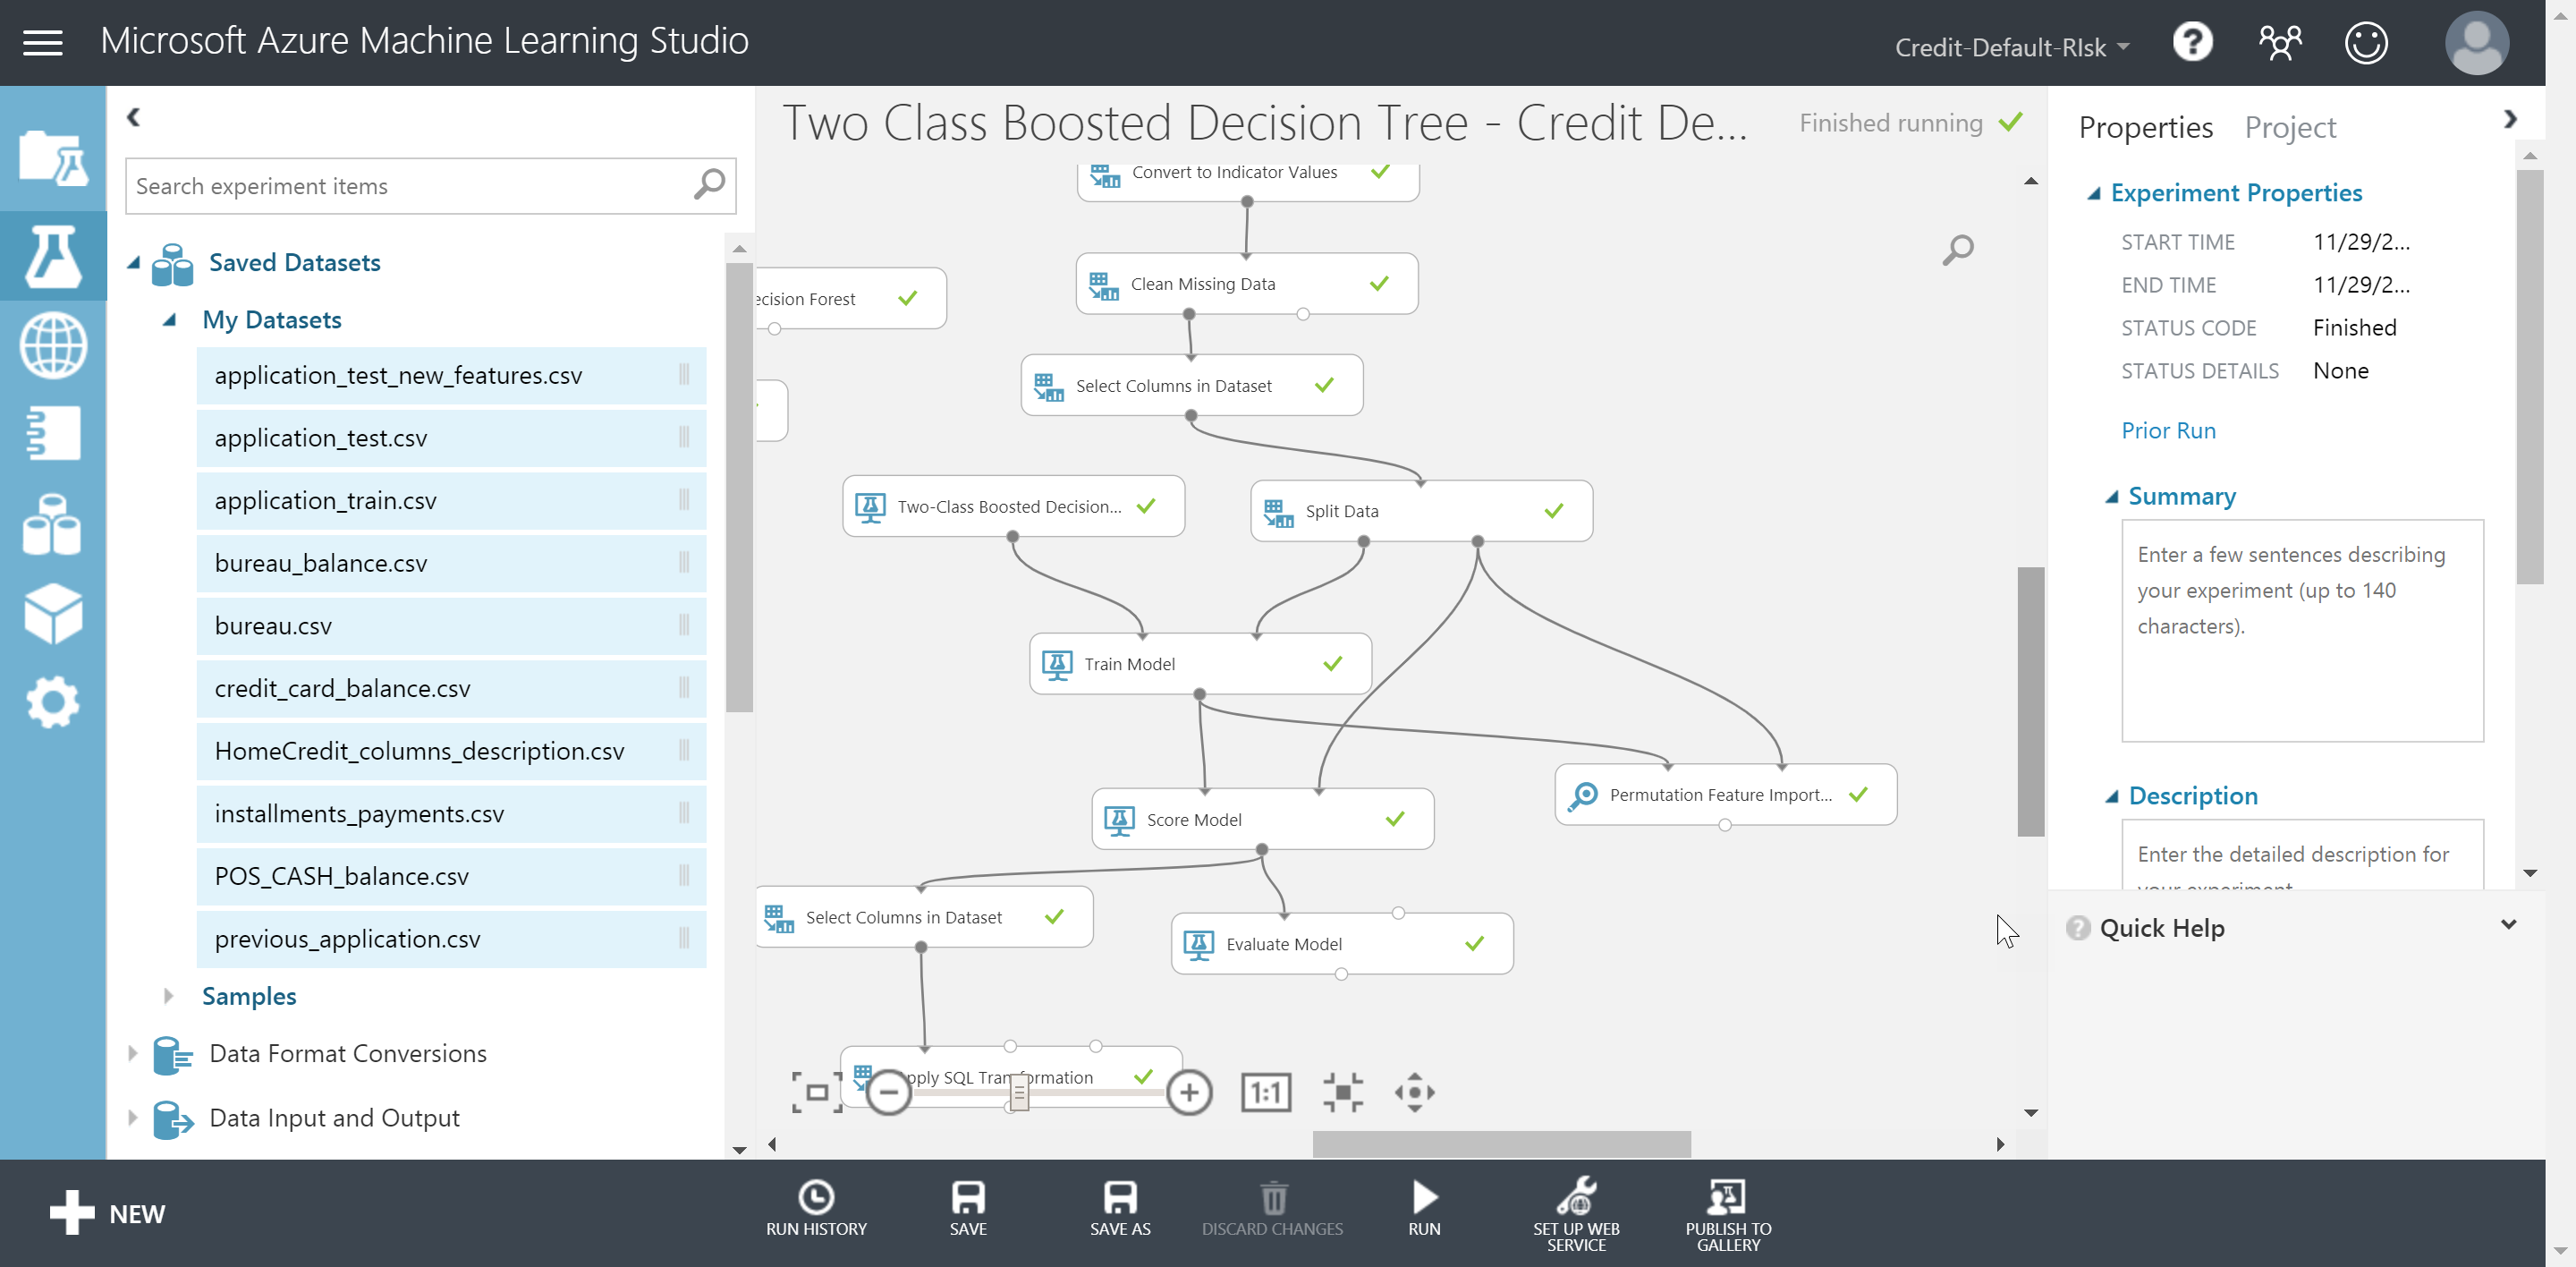 Microsoft Azure Machine Learning Studio
Credit-Default-RIsk
Search experiment items
Saved Datasets
My Datasets
application_test_new_features.csv
application_test.csv
application_train.csv
bureau_balance.csv
bureau.csv
credit_card_balance.csv
HomeCredit_columns_description.csv
installments_payments.csv
POS_CASH_balance.csv
previous_application.csv
Samples
Data Format Conversions
Data Input and Output
Two Class Boosted Decision Tree - Credit De...
Finished running
Convert to Indicator Values
Clean Missing Data
ecision Forest
Select Columns in Dataset
Two-Class Boosted Decision...
Split Data
Train Model
Permutation Feature Import...
Score Model
Select Columns in Dataset
Evaluate Model
pply SQL Transformation
1:1
Properties
Project
Experiment Properties
START TIME 11/29/2...
END TIME 11/29/2...
STATUS CODE Finished
STATUS DETAILS None
Prior Run
Summary
Enter a few sentences describing
your experiment (up to 140
characters).
Description
Enter the detailed description for
your experiment
Quick Help
NEW
RUN HISTORY
SAVE
SAVE AS
DISCARD CHANGES
RUN
SET UP WEB
SERVICE
PUBLISH TO
GALLERY